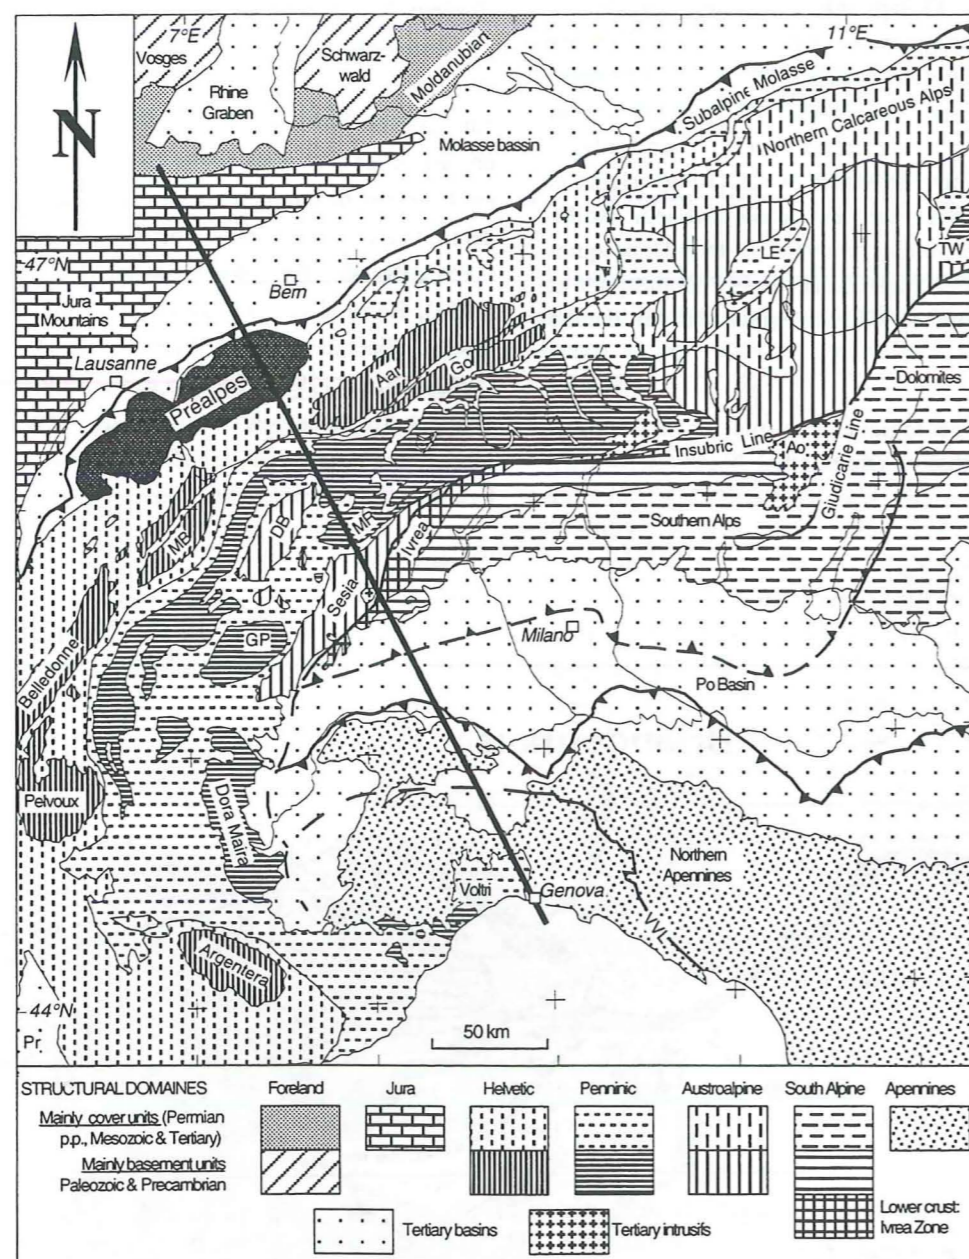 7°E
11°E
Vosges
Schwarz-
wald
Moldanubian
Rhine
Graben
N
Subalpine Molasse
Northern Calcareous Alps
Molasse bassin
47°N
TW
LE
Bern
Jura
Mountains
Lausanne
Aar
Go
Préalpes
Dolomites
Insubric Line
Ao
Giudicarie Line
Southern Alps
MB
DB
MR
Ivrea
Sesia
GP
Milano
Belledonne
Po Basin
Pelvoux
Dora Maira
Northern
Apennines
Voltri
Genova
VVL
Argentera
44°N
50 km
Pr.
STRUCTURAL DOMAINES
Foreland
Jura
Helvetic
Penninic
Austroalpine
South Alpine
Apennines
Mainly cover units (Permian
p.p., Mesozoic & Tertiary)
Mainly basement units
Paleozoic & Precambrian
Lower crust:
Ivrea Zone
Tertiary basins
Tertiary intrusifs